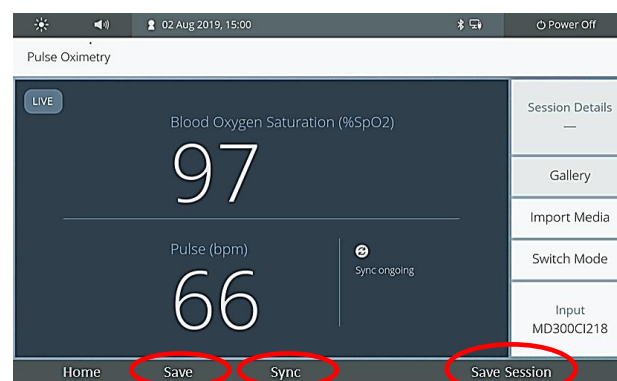 02 Aug 2019, 15:00 Power Off
Pulse Oximetry
LIVE
Blood Oxygen Saturation (%SpO2)
97
Pulse (bpm)
66
Sync ongoing
Session Details
—
Gallery
Import Media
Switch Mode
Input
MD300CI218
Home Save Sync Save Session